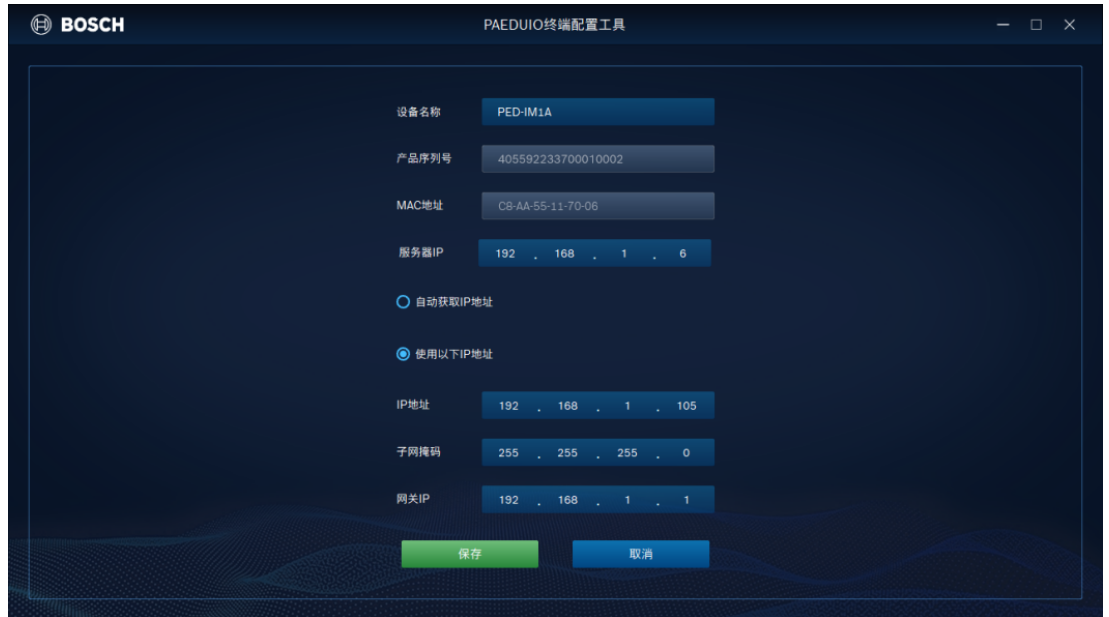 BOSCH PAEDUIO终端配置工具
设备名称 PED-IM1A
产品序列号 405592233700010002
MAC地址 C8-AA-55-11-70-06
服务器IP 192 . 168 . 1 . 6
自动获取IP地址
使用以下IP地址
IP地址 192 . 168 . 1 . 105
子网掩码 255 . 255 . 255 . 0
网关IP 192 . 168 . 1 . 1
保存 取消